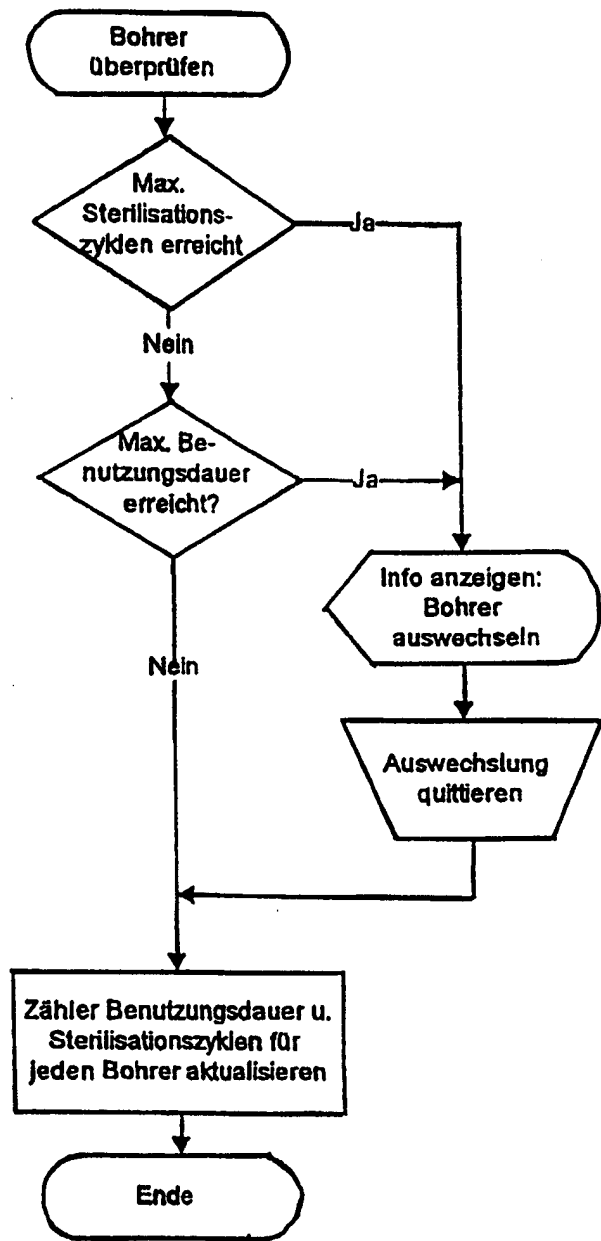 Bohrer
überprüfen
Max.
Sterilisations-
zyklen erreicht
Ja
Nein
Max. Be-
nutzungsdauer
erreicht?
Ja
Info anzeigen:
Bohrer
auswechseln
Nein
Auswechslung
quittieren
Zähler Benutzungsdauer u.
Sterilisationszyklen für
jeden Bohrer aktualisieren
Ende